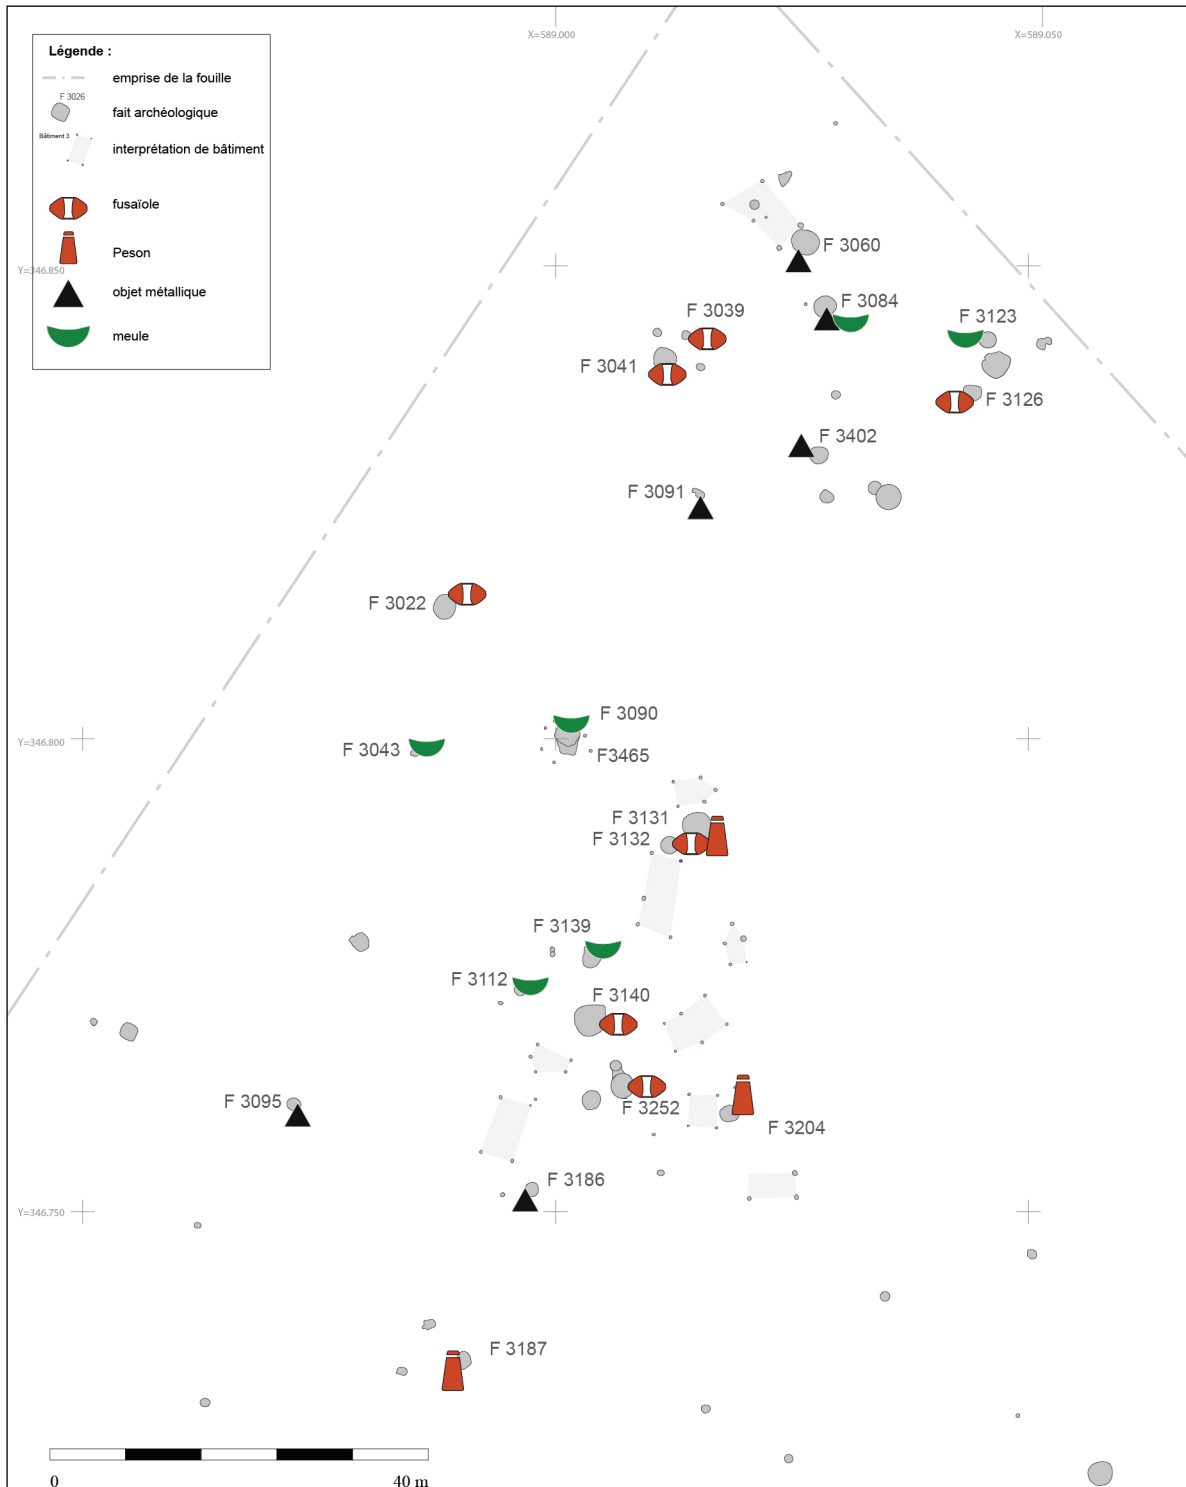 X=589.000
X=589.050
Légende :
emprise de la fouille
F 3026
fait archéologique
Bâtiment 3
interprétation de bâtiment
fusaïole
Peson
objet métallique
meule
Y=346.850
F 3060
F 3084
F 3039
F 3123
F 3041
F 3126
F 3402
F 3091
F 3022
F 3090
Y=346.800
F 3043
F3465
F 3131
F 3132
F 3139
F 3112
F 3140
F 3095
F 3252
F 3204
F 3186
Y=346.750
F 3187
0
40 m